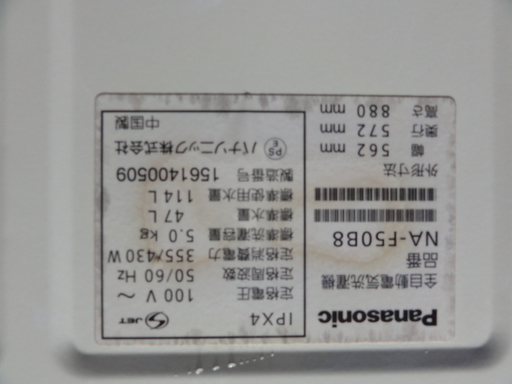 Panasonic
全自動電気洗濯機
品番
NA-F50B8
外形寸法
幅 562 mm
奥行 572 mm
高さ 880 mm
IPX4
JET
定格電圧 100 V ～
定格周波数 50/60 Hz
定格消費電力 355/430 W
標準洗濯容量 5.0 kg
標準水量 47 L
標準使用水量 114 L
製造番号 1561400509
PS E パナソニック株式会社
中国製